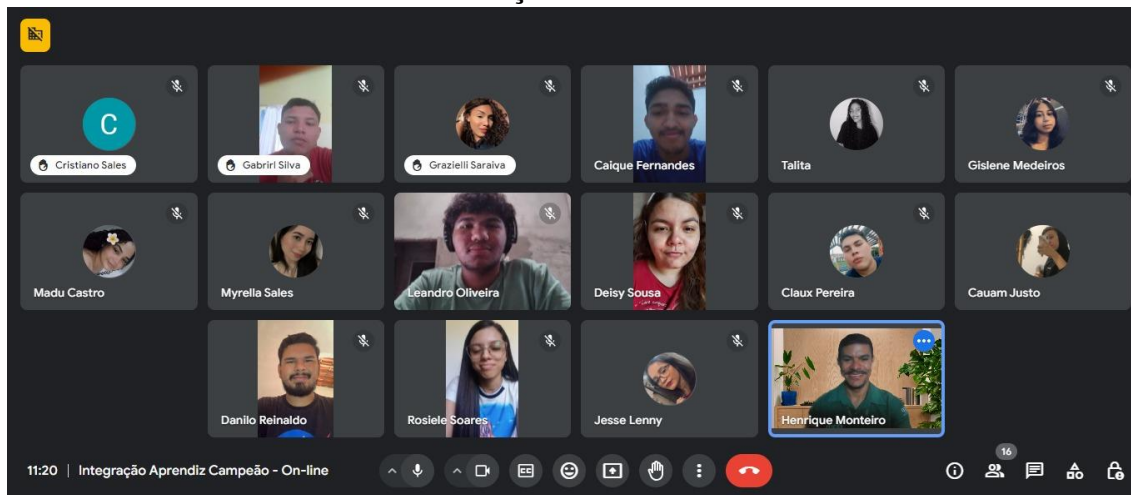 C
Cristiano Sales
Gabrirl Silva
Grazielli Saraiva
Caique Fernandes
Talita
Gislene Medeiros
Madu Castro
Myrella Sales
Leandro Oliveira
Deisy Sousa
Claux Pereira
Cauam Justo
Danilo Reinaldo
Rosiele Soares
Jesse Lenny
Henrique Monteiro
11:20 | Integração Aprendiz Campeão - On-line
CC
16